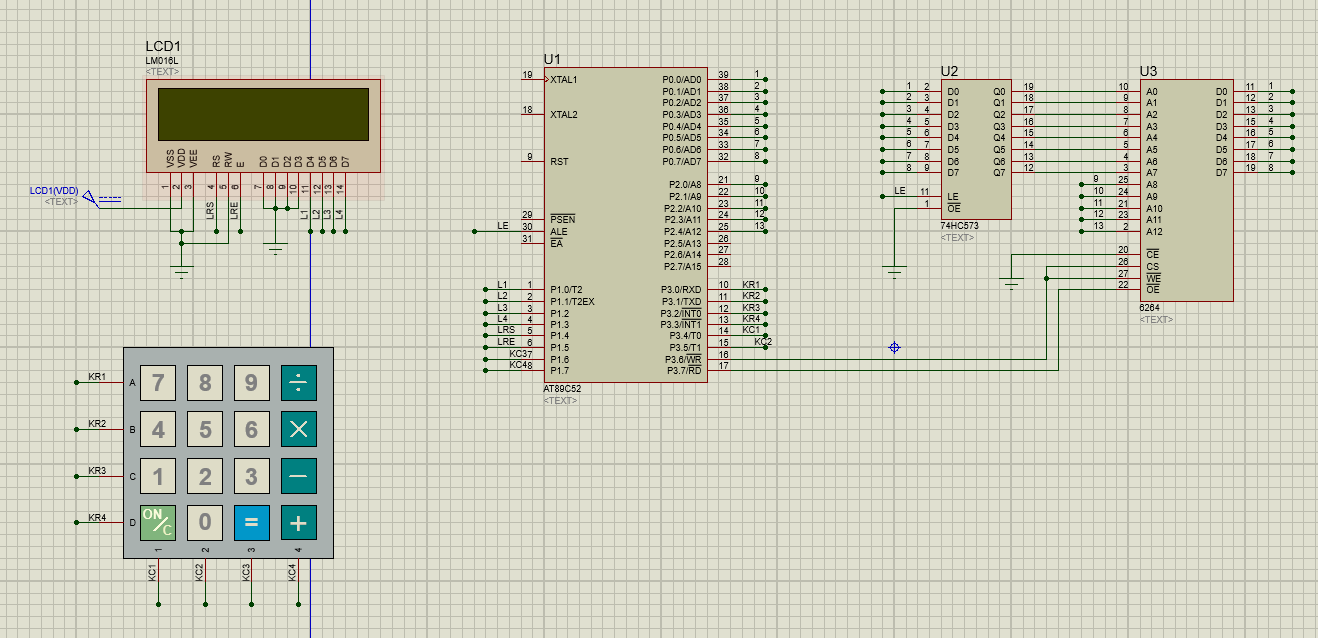 LCD1
LM016L
<TEXT>
VSS VDD VEE RS RW E D0 D1 D2 D3 D4 D5 D6 D7
1 2 3 4 5 6 7 8 9 10 11 12 13 14
LCD1(VDD)
<TEXT>
LRS LRE L1 L2 L3 L4
U1
19 XTAL1 P0.0/AD0 39 1
P0.1/AD1 38 2
P0.2/AD2 37 3
18 XTAL2 P0.3/AD3 36 4
P0.4/AD4 35 5
P0.5/AD5 34 6
P0.6/AD6 33 7
9 RST P0.7/AD7 32 8
P2.0/A8 21 9
P2.1/A9 22 10
P2.2/A10 23 11
29 PSEN P2.3/A11 24 12
LE 30 ALE P2.4/A12 25 13
31 EA P2.5/A13 26
P2.6/A14 27
P2.7/A15 28
L1 1 P1.0/T2 P3.0/RXD 10 KR1
L2 2 P1.1/T2EX P3.1/TXD 11 KR2
L3 3 P1.2 P3.2/INT0 12 KR3
L4 4 P1.3 P3.3/INT1 13 KR4
LRS 5 P1.4 P3.4/T0 14 KC1
LRE 6 P1.5 P3.5/T1 15 KC2
KC3 7 P1.6 P3.6/WR 16
KC4 8 P1.7 P3.7/RD 17
AT89C52
<TEXT>
U2
1 2 D0 Q0 19
2 3 D1 Q1 18
3 4 D2 Q2 17
4 5 D3 Q3 16
5 6 D4 Q4 15
6 7 D5 Q5 14
7 8 D6 Q6 13
8 9 D7 Q7 12
LE 11 LE
1 OE
74HC573
<TEXT>
U3
10 A0 D0 11 1
9 A1 D1 12 2
8 A2 D2 13 3
7 A3 D3 15 4
6 A4 D4 16 5
5 A5 D5 17 6
4 A6 D6 18 7
3 A7 D7 19 8
9 25 A8
10 24 A9
11 21 A10
12 23 A11
13 2 A12
20 CE
26 CS
27 WE
22 OE
6264
<TEXT>
KR1 A 7 8 9 ÷
KR2 B 4 5 6 ×
KR3 C 1 2 3 −
KR4 D ON/C 0 = +
1 2 3 4
KC1 KC2 KC3 KC4